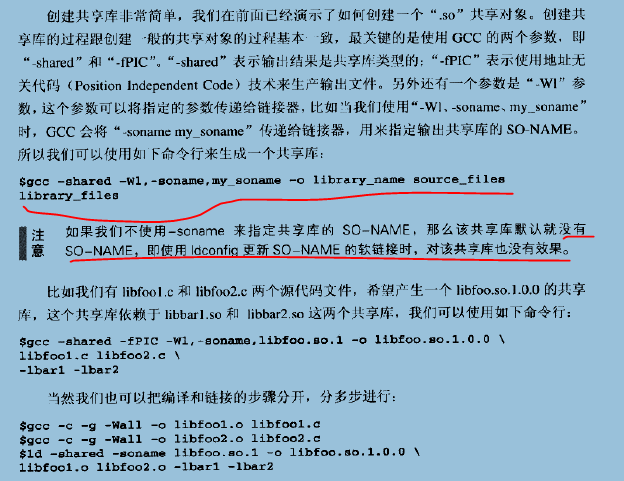 创建共享库非常简单，我们在前面已经演示了如何创建一个“.so”共享对象。创建共
享库的过程跟创建一般的共享对象的过程基本一致，最关键的是使用 GCC 的两个参数，即
“-shared”和“-fPIC”。“-shared”表示输出结果是共享库类型的；“-fPIC”表示使用地址无
关代码（Position Independent Code）技术来生产输出文件。另外还有一个参数是“-Wl”参
数，这个参数可以将指定的参数传递给链接器，比如当我们使用“-Wl、-soname、my_soname”
时，GCC 会将“-soname my_soname”传递给链接器，用来指定输出共享库的 SO-NAME。
所以我们可以使用如下命令行来生成一个共享库：
$gcc -shared -Wl,-soname,my_soname -o library_name source_files
library_files
注意 如果我们不使用-soname 来指定共享库的 SO-NAME，那么该共享库默认就没有
SO-NAME，即使用 ldconfig 更新 SO-NAME 的软链接时，对该共享库也没有效果。
比如我们有 libfoo1.c 和 libfoo2.c 两个源代码文件，希望产生一个 libfoo.so.1.0.0 的共享
库，这个共享库依赖于 libbar1.so 和 libbar2.so 这两个共享库，我们可以使用如下命令行：
$gcc -shared -fPIC -Wl,-soname,libfoo.so.1 -o libfoo.so.1.0.0 \
libfoo1.c libfoo2.c \
-lbar1 -lbar2
当然我们也可以把编译和链接的步骤分开，分多步进行：
$gcc -c -g -Wall -o libfoo1.o libfoo1.c
$gcc -c -g -Wall -o libfoo2.o libfoo2.c
$ld -shared -soname libfoo.so.1 -o libfoo.so.1.0.0 \
libfoo1.o libfoo2.o -lbar1 -lbar2